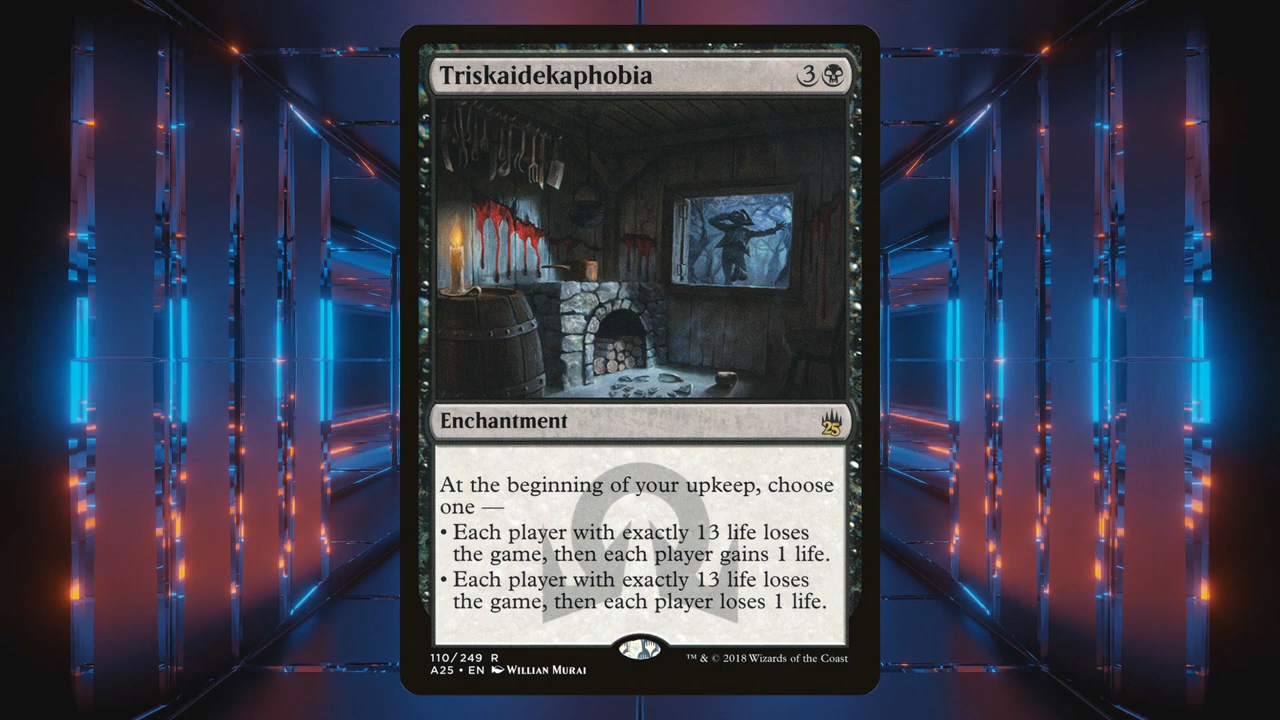 Triskaidekaphobia 3
Enchantment 25
At the beginning of your upkeep, choose
one —
• Each player with exactly 13 life loses
the game, then each player gains 1 life.
• Each player with exactly 13 life loses
the game, then each player loses 1 life.
110/249 R
A25 • EN WILLIAN MURAI
™ & © 2018 Wizards of the Coast